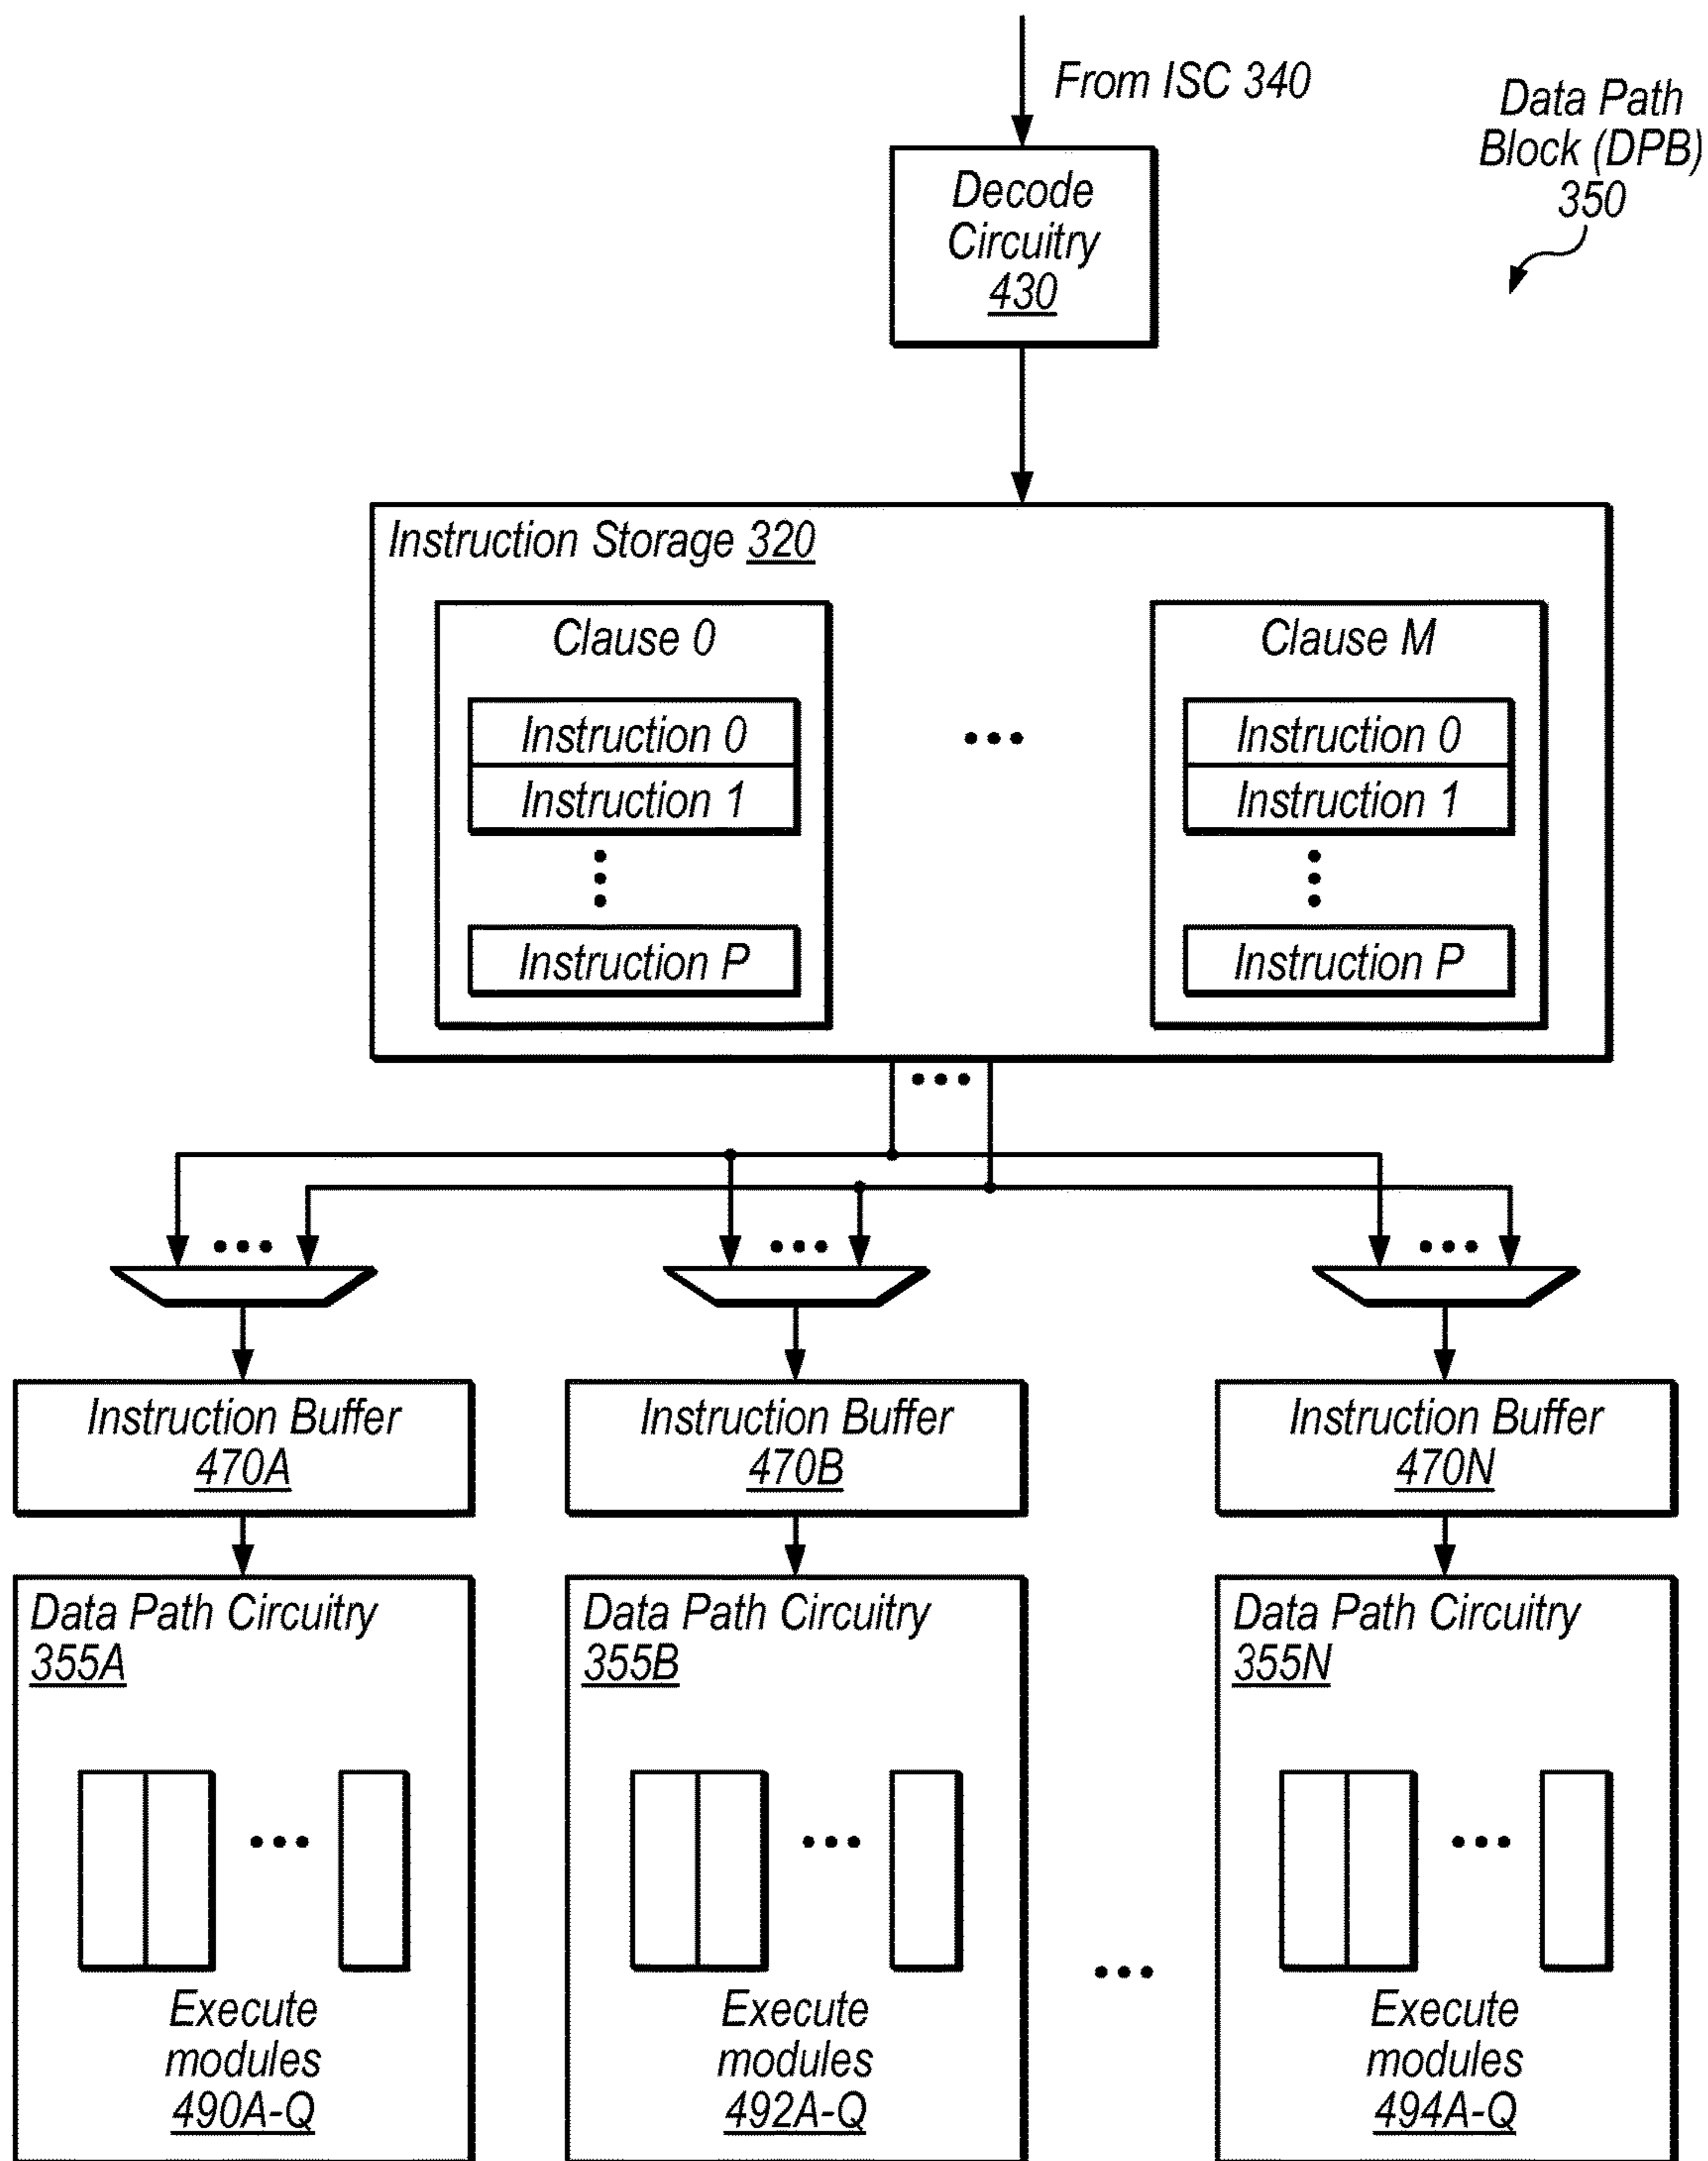 From ISC 340
Data Path
Block (DPB)
350
Decode
Circuitry
430
Instruction Storage 320
Clause 0
Instruction 0
Instruction 1
Instruction P
...
Clause M
Instruction 0
Instruction 1
Instruction P
...
... ... ...
Instruction Buffer
470A
Instruction Buffer
470B
Instruction Buffer
470N
Data Path Circuitry
355A
...
Execute
modules
490A-Q
Data Path Circuitry
355B
...
Execute
modules
492A-Q
...
Data Path Circuitry
355N
...
Execute
modules
494A-Q